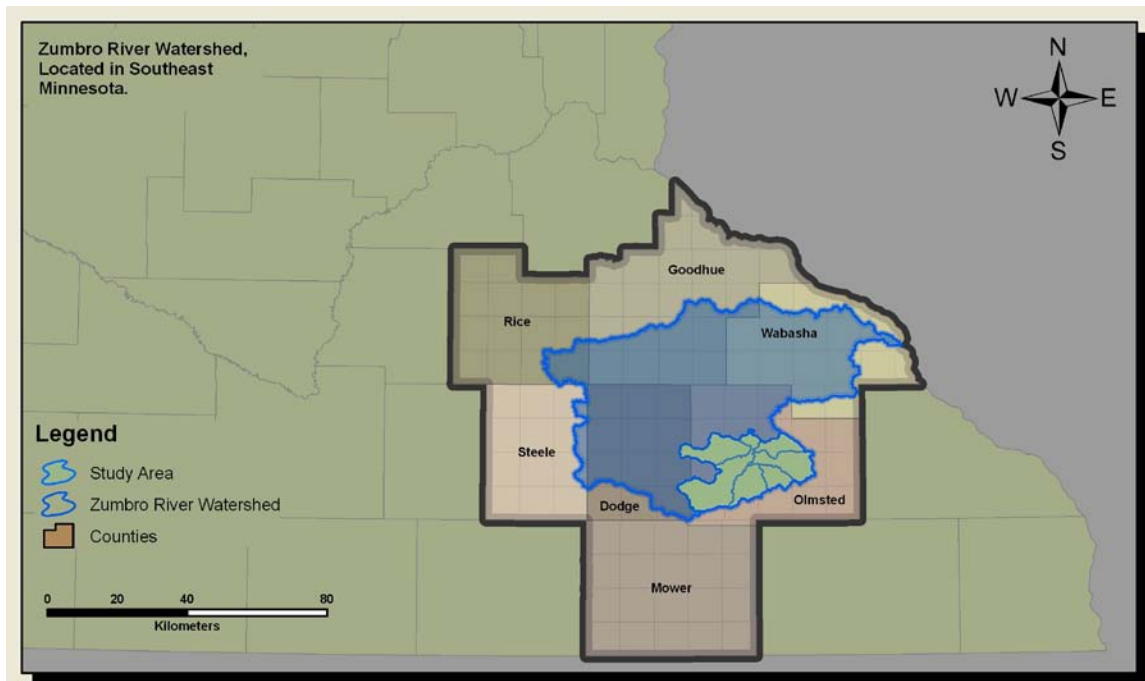 Zumbro River Watershed,
Located in Southeast
Minnesota.
N
W E
S
Goodhue
Rice
Wabasha
Steele
Dodge
Olmsted
Mower
Legend
Study Area
Zumbro River Watershed
Counties
0 20 40 80
Kilometers